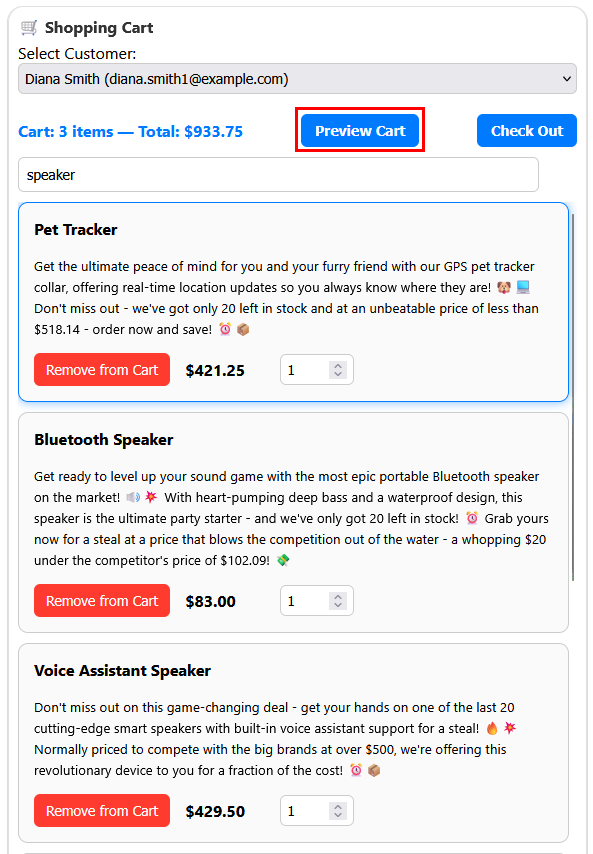 🛒 Shopping Cart
Select Customer:
Diana Smith (diana.smith1@example.com)
Cart: 3 items — Total: $933.75
Preview Cart
Check Out
speaker
Pet Tracker
Get the ultimate peace of mind for you and your furry friend with our GPS pet tracker
collar, offering real-time location updates so you always know where they are! 🐶 💻
Don't miss out - we've got only 20 left in stock and at an unbeatable price of less than
$518.14 - order now and save! ⏰ 📦
Remove from Cart
$421.25
1
Bluetooth Speaker
Get ready to level up your sound game with the most epic portable Bluetooth speaker
on the market! 🔊 💥 With heart-pumping deep bass and a waterproof design, this
speaker is the ultimate party starter - and we've only got 20 left in stock! ⏰ Grab yours
now for a steal at a price that blows the competition out of the water - a whopping $20
under the competitor's price of $102.09! 💸
Remove from Cart
$83.00
1
Voice Assistant Speaker
Don't miss out on this game-changing deal - get your hands on one of the last 20
cutting-edge smart speakers with built-in voice assistant support for a steal! 🔥 💥
Normally priced to compete with the big brands at over $500, we're offering this
revolutionary device to you for a fraction of the cost! ⏰ 📦
Remove from Cart
$429.50
1